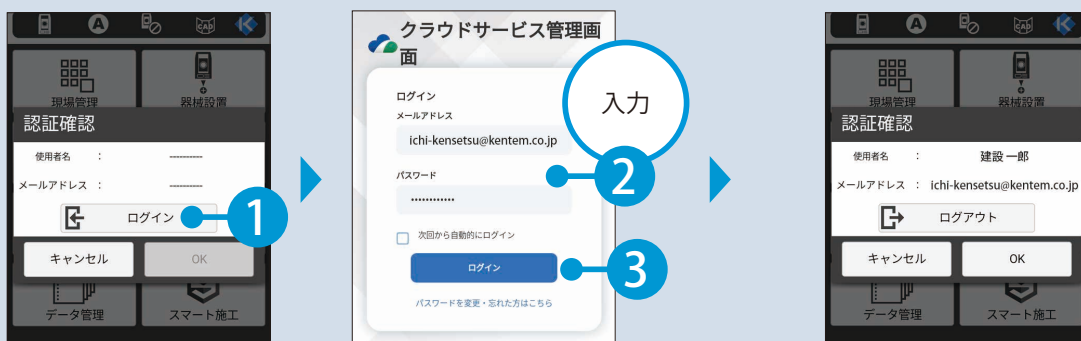 A
CAD
現場管理
器械設置
認証確認
使用者名 : ----------
メールアドレス : ----------
ログイン
1
キャンセル
OK
データ管理
スマート施工
クラウドサービス管理画
面
ログイン
メールアドレス
ichi-kensetsu@kentem.co.jp
入力
パスワード
············
2
次回から自動的にログイン
ログイン
3
パスワードを変更・忘れた方はこちら
A
CAD
現場管理
器械設置
認証確認
使用者名 : 建設 一郎
メールアドレス : ichi-kensetsu@kentem.co.jp
ログアウト
キャンセル
OK
データ管理
スマート施工